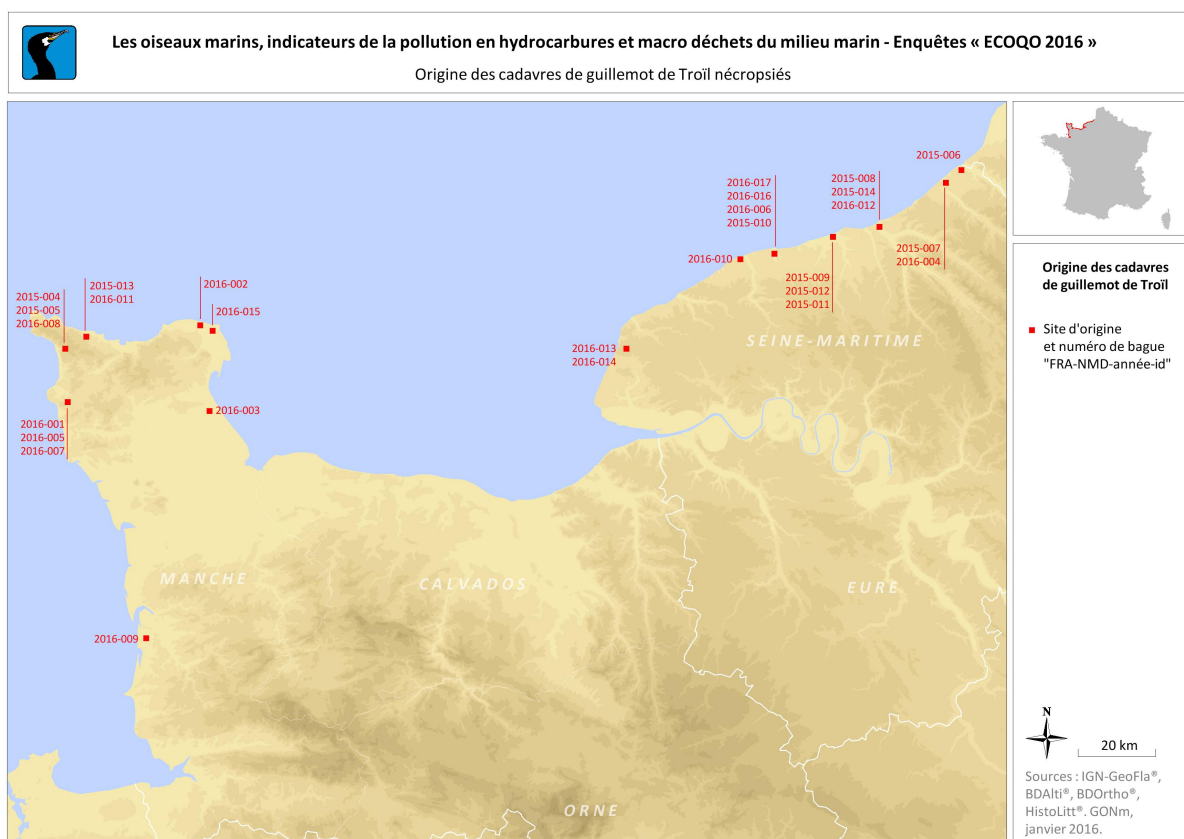 Les oiseaux marins, indicateurs de la pollution en hydrocarbures et macro déchets du milieu marin - Enquêtes « ECOQO 2016 »
Origine des cadavres de guillemot de Troïl nécropsiés
2015-006
2016-017
2016-016
2016-006
2015-010
2015-008
2015-014
2016-012
2015-007
2016-004
2016-010
2015-009
2015-012
2015-011
2015-013
2016-011
2016-002
2015-004
2015-005
2016-008
2016-015
SEINE-MARITIME
2016-013
2016-014
2016-003
2016-001
2016-005
2016-007
MANCHE
CALVADOS
EURE
2016-009
ORNE
Origine des cadavres
de guillemot de Troïl
Site d'origine
et numéro de bague
"FRA-NMD-année-id"
N
20 km
Sources : IGN-GeoFla®,
BDAlti®, BDOrtho®,
HistoLitt®. GONm,
janvier 2016.